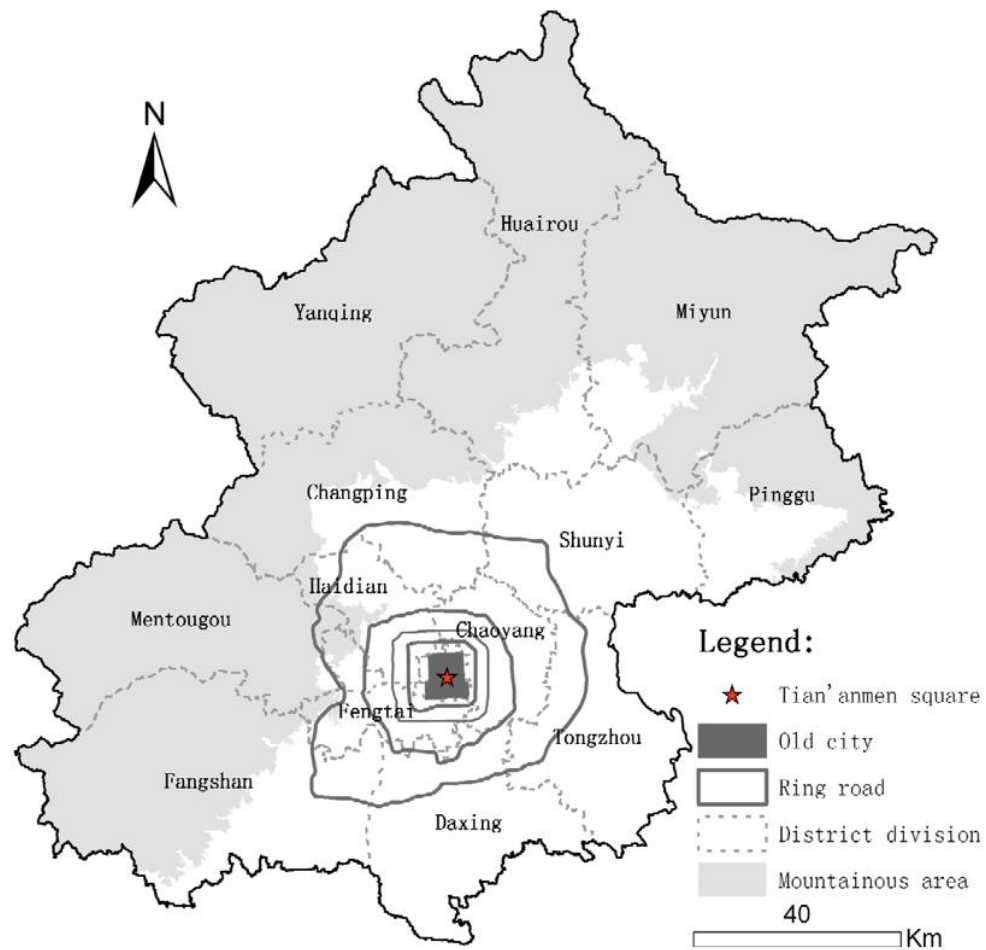 N
Huairou
Yanqing
Miyun
Changping
Pinggu
Shunyi
Haidian
Mentougou
Chaoyang
Fengtai
Tongzhou
Fangshan
Daxing
Legend:
Tian'anmen square
Old city
Ring road
District division
Mountainous area
40
Km